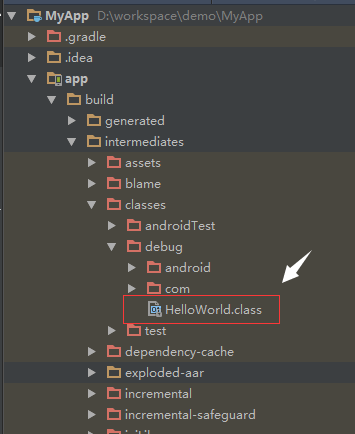 MyApp D:\workspace\demo\MyApp
.gradle
.idea
app
build
generated
intermediates
assets
blame
classes
androidTest
debug
android
com
HelloWorld.class
test
dependency-cache
exploded-aar
incremental
incremental-safeguard